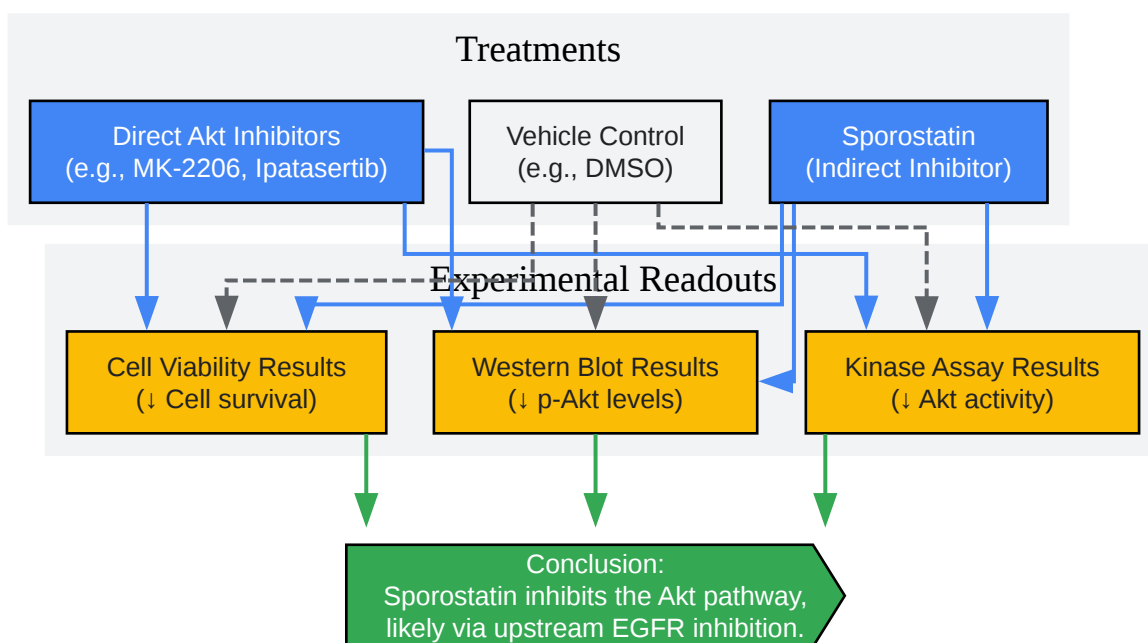 Treatments
Direct Akt Inhibitors
(e.g., MK-2206, Ipatasertib)
Vehicle Control
(e.g., DMSO)
Sporostatin
(Indirect Inhibitor)
Experimental Readouts
Cell Viability Results
(↓ Cell survival)
Western Blot Results
(↓ p-Akt levels)
Kinase Assay Results
(↓ Akt activity)
Conclusion:
Sporostatin inhibits the Akt pathway,
likely via upstream EGFR inhibition.